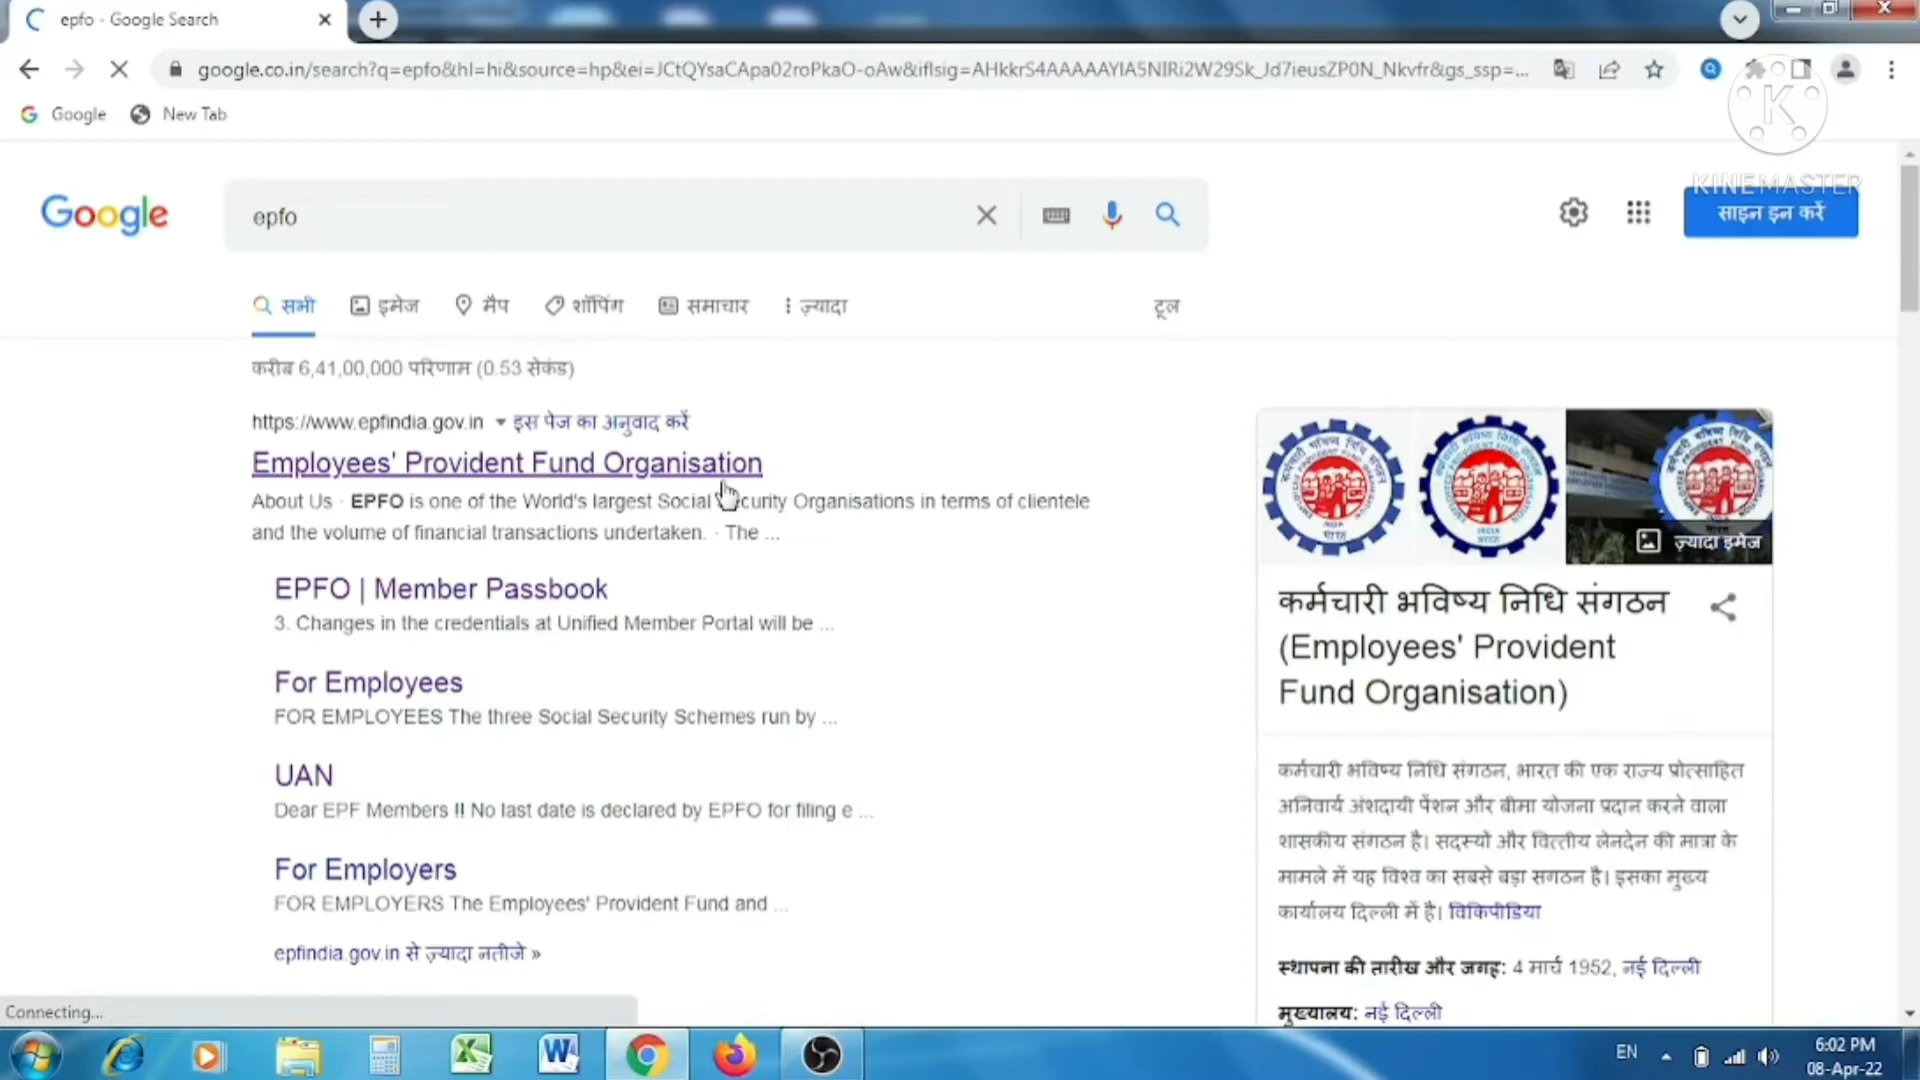 epfo - Google Search
google.co.in/search?q=epfo&hl=hi&source=hp&ei=JCtQYsaCApa02roPkaO-oAw&iflsig=AHkkrS4AAAAAYIA5NIRi2W29Sk_Jd7ieusZP0N_Nkvfr&gs_ssp=...
Google New Tab
KINEMASTER
Google epfo साइन इन करें
सभी इमेज मैप शॉपिंग समाचार ज़्यादा टूल
करीब 6,41,00,000 परिणाम (0.53 सेकंड)
https://www.epfindia.gov.in इस पेज का अनुवाद करें
Employees' Provident Fund Organisation
About Us · EPFO is one of the World's largest Social Security Organisations in terms of clientele
and the volume of financial transactions undertaken. · The ...
EPFO | Member Passbook
3. Changes in the credentials at Unified Member Portal will be ...
For Employees
FOR EMPLOYEES The three Social Security Schemes run by ...
UAN
Dear EPF Members !! No last date is declared by EPFO for filing e ...
For Employers
FOR EMPLOYERS The Employees' Provident Fund and ...
epfindia.gov.in से ज़्यादा नतीजे »
ज़्यादा इमेज
कर्मचारी भविष्य निधि संगठन
(Employees' Provident
Fund Organisation)
कर्मचारी भविष्य निधि संगठन, भारत की एक राज्य प्रोत्साहित
अनिवार्य अंशदायी पेंशन और बीमा योजना प्रदान करने वाला
शासकीय संगठन है। सदस्यों और वित्तीय लेनदेन की मात्रा के
मामले में यह विश्व का सबसे बड़ा सगठन है। इसका मुख्य
कार्यालय दिल्ली में है। विकिपीडिया
स्थापना की तारीख और जगह: 4 मार्च 1952, नई दिल्ली
मुख्यालय: नई दिल्ली
Connecting...
EN
6:02 PM
08-Apr-22